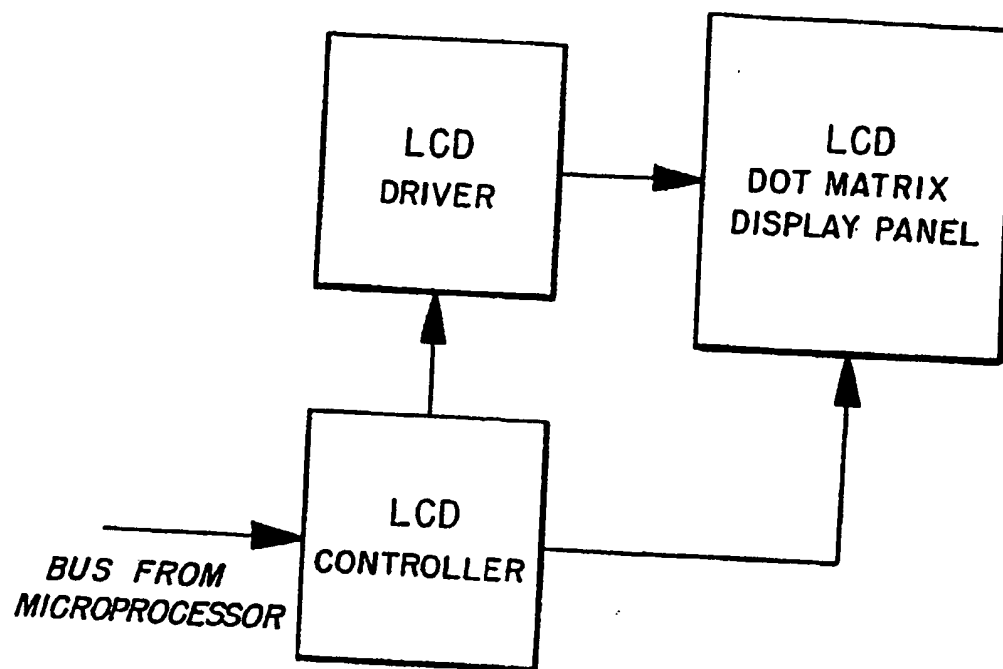 LCD
DRIVER
LCD
DOT MATRIX
DISPLAY PANEL
LCD
CONTROLLER
BUS FROM
MICROPROCESSOR